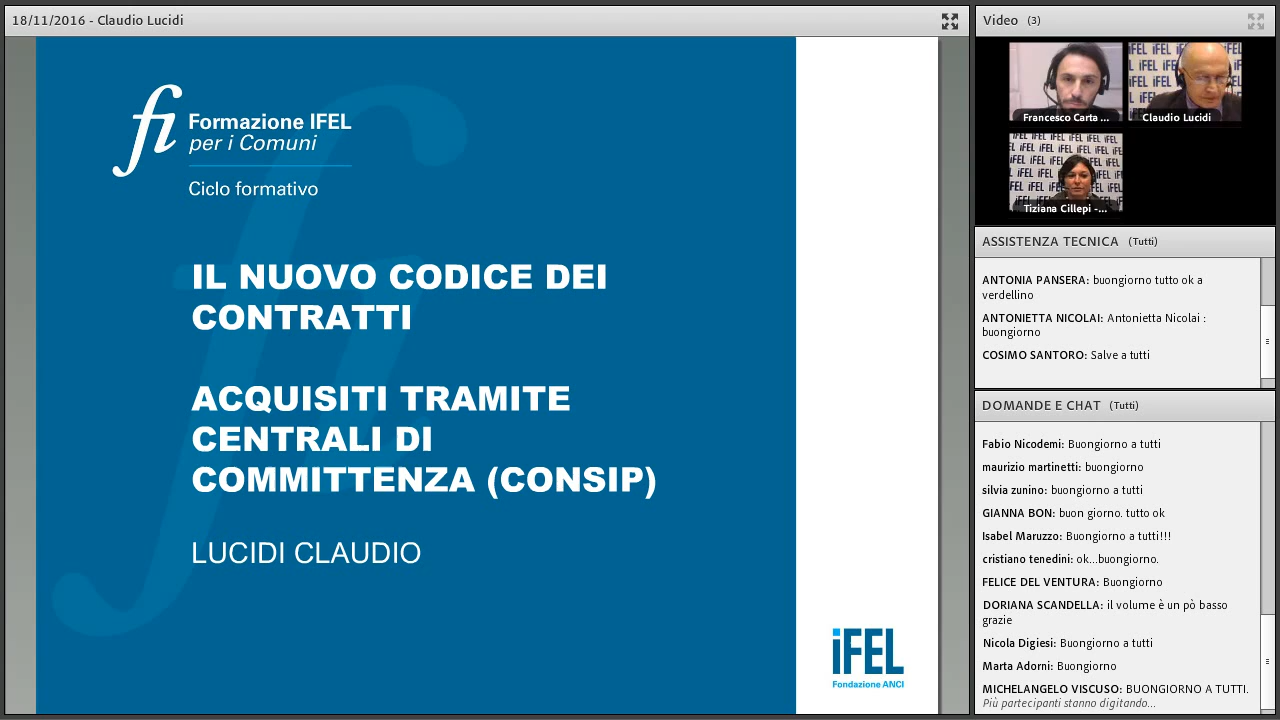 18/11/2016 - Claudio Lucidi
fi
Formazione IFEL
per i Comuni
Ciclo formativo
IL NUOVO CODICE DEI
CONTRATTI
ACQUISITI TRAMITE
CENTRALI DI
COMMITTENZA (CONSIP)
LUCIDI CLAUDIO
iFEL
Fondazione ANCI
Video (3)
Francesco Carta ...
Claudio Lucidi
Tiziana Cillepi -...
ASSISTENZA TECNICA (Tutti)
ANTONIA PANSERA: buongiorno tutto ok a
verdellino
ANTONIETTA NICOLAI: Antonietta Nicolai :
buongiorno
COSIMO SANTORO: Salve a tutti
DOMANDE E CHAT (Tutti)
Fabio Nicodemi: Buongiorno a tutti
maurizio martinetti: buongiorno
silvia zunino: buongiorno a tutti
GIANNA BON: buon giorno. tutto ok
Isabel Maruzzo: Buongiorno a tutti!!!
cristiano tenedini: ok...buongiorno.
FELICE DEL VENTURA: Buongiorno
DORIANA SCANDELLA: il volume è un pò basso
grazie
Nicola Digiesi: Buongiorno a tutti
Marta Adorni: Buongiorno
MICHELANGELO VISCUSO: BUONGIORNO A TUTTI.
Più partecipanti stanno digitando...